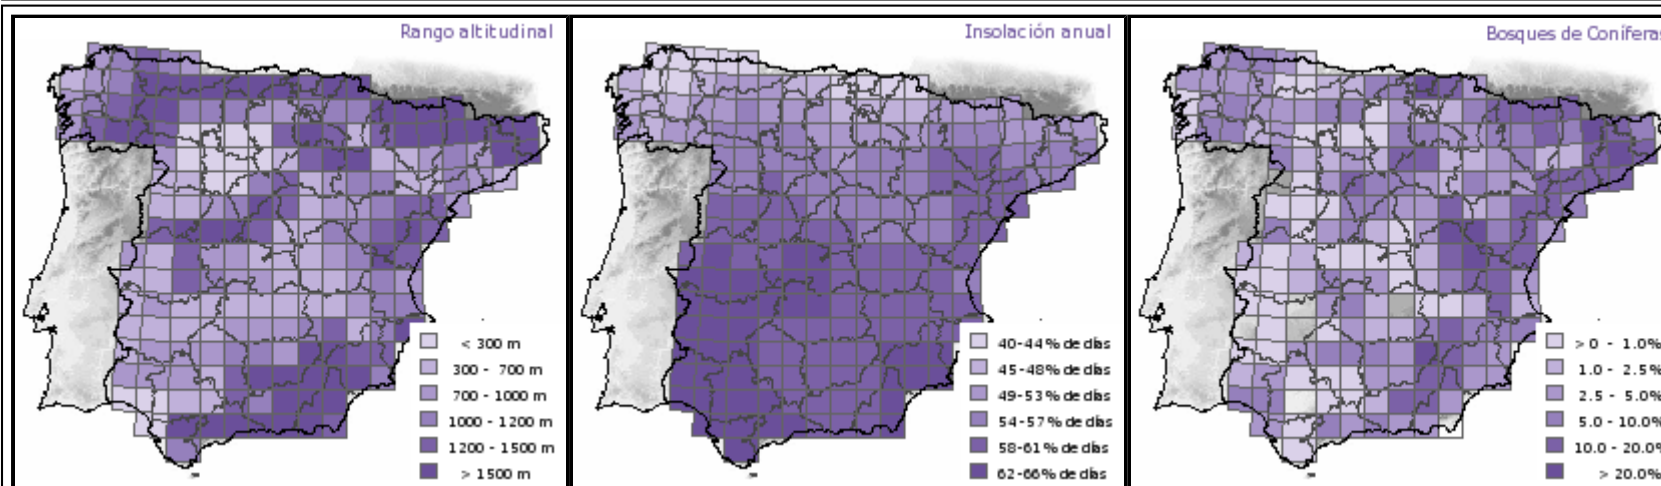 Rango altitudinal
< 300 m
300 - 700 m
700 - 1000 m
1000 - 1200 m
1200 - 1500 m
> 1500 m
Insolación anual
40-44% de días
45-48% de días
49-53% de días
54-57% de días
58-61% de días
62-66% de días
Bosques de Coníferas
> 0 - 1.0%
1.0 - 2.5%
2.5 - 5.0%
5.0 - 10.0%
10.0 - 20.0%
> 20.0%